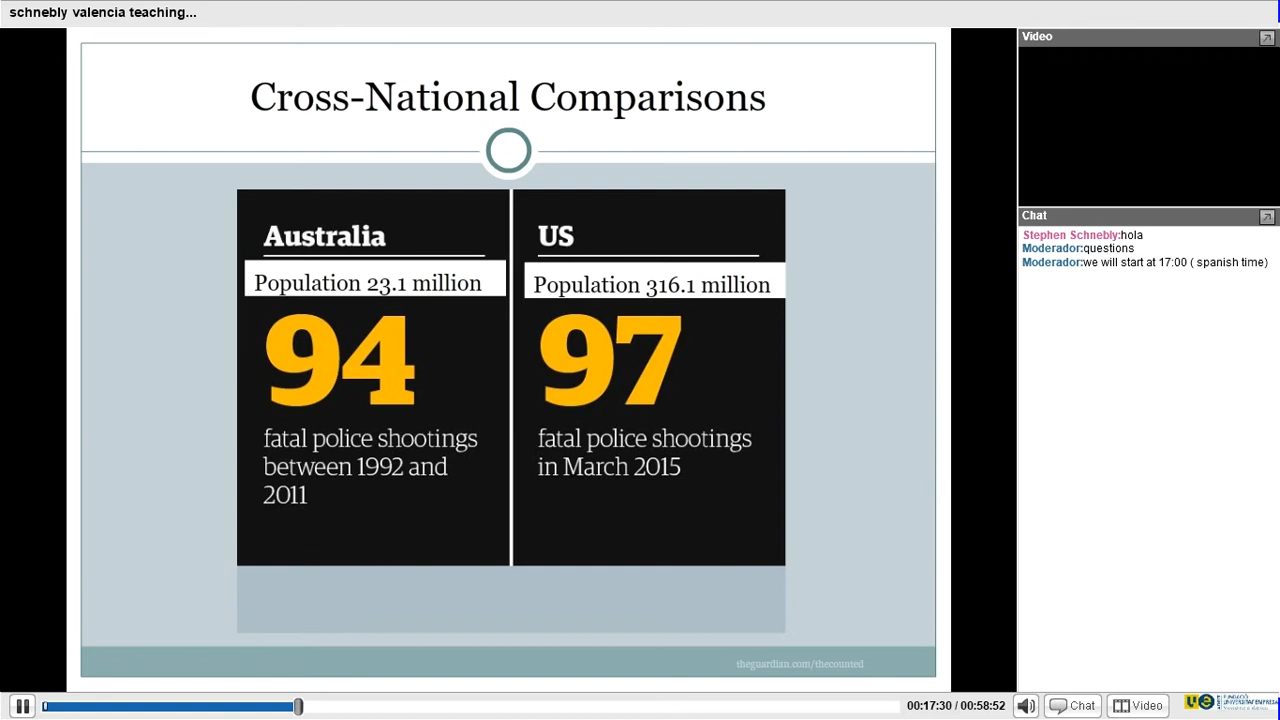 schnebly valencia teaching...
Cross-National Comparisons
Australia
Population 23.1 million
94
fatal police shootings
between 1992 and
2011
US
Population 316.1 million
97
fatal police shootings
in March 2015
theguardian.com/thecounted
Video
Chat
Stephen Schnebly:hola
Moderador:questions
Moderador:we will start at 17:00 ( spanish time)
00:17:30 / 00:58:52
Chat
Video